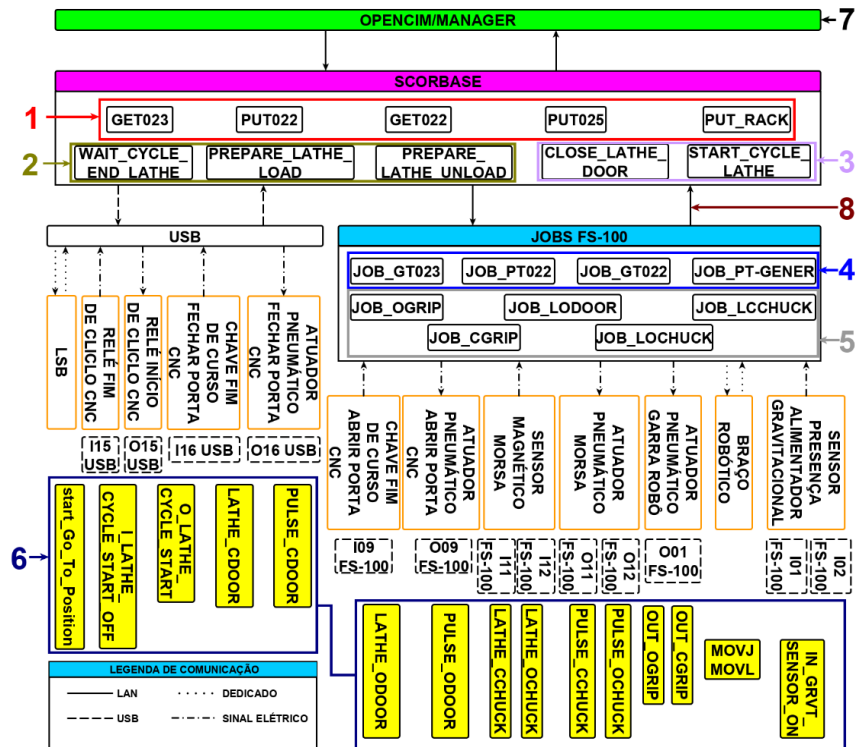 OPENCIM/MANAGER
7
SCORBASE
1
GET023
PUT022
GET022
PUT025
PUT_RACK
2
WAIT_CYCLE_
END_LATHE
PREPARE_LATHE_
LOAD
PREPARE_
LATHE_UNLOAD
CLOSE_LATHE_
DOOR
START_CYCLE_
LATHE
3
8
USB
JOBS FS-100
JOB_GT023
JOB_PT022
JOB_GT022
JOB_PT-GENER
4
JOB_OGRIP
JOB_LODOOR
JOB_LCCHUCK
JOB_CGRIP
JOB_LOCHUCK
5
LSB
RELÉ FIM
DE CLICLO CNC
RELÉ INÍCIO
DE CLICLO CNC
CHAVE FIM
DE CURSO
FECHAR PORTA
CNC
ATUADOR
PNEUMÁTICO
FECHAR PORTA
CNC
I15
USB
O15
USB
I16 USB
O16 USB
CHAVE FIM
DE CURSO
ABRIR PORTA
CNC
ATUADOR
PNEUMÁTICO
ABRIR PORTA
CNC
SENSOR
MAGNÉTICO
MORSA
ATUADOR
PNEUMÁTICO
MORSA
ATUADOR
PNEUMÁTICO
GARRA ROBÔ
BRAÇO
ROBÓTICO
SENSOR
PRESENÇA
ALIMENTADOR
GRAVITACIONAL
I09
FS-100
O09
FS-100
I11
FS-100
I12
FS-100
O11
FS-100
O12
FS-100
O01
FS-100
I01
FS-100
I02
FS-100
6
start_Go_To_Position
I_LATHE_
CYCLE_START_OFF
O_LATHE_
CYCLE_START
LATHE_CDOOR
PULSE_CDOOR
LATHE_ODOOR
PULSE_ODOOR
LATHE_CCHUCK
LATHE_OCHUCK
PULSE_CCHUCK
PULSE_OCHUCK
OUT_OGRIP
OUT_CGRIP
MOVJ
MOVL
IN_GRVT_
SENSOR_ON
LEGENDA DE COMUNICAÇÃO
LAN
DEDICADO
USB
SINAL ELÉTRICO